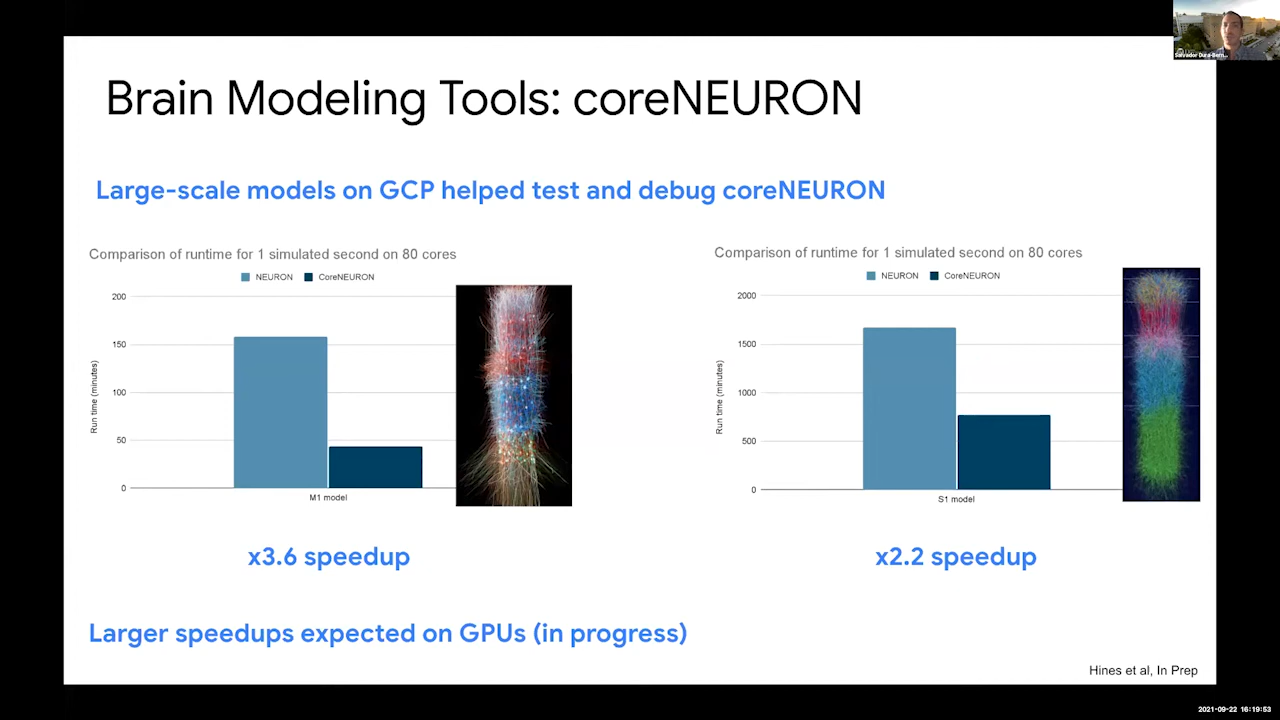 Salvador Dura-Bern...
Brain Modeling Tools: coreNEURON
Large-scale models on GCP helped test and debug coreNEURON
Comparison of runtime for 1 simulated second on 80 cores
NEURON CoreNEURON
200
150
100
50
0
Run time (minutes)
M1 model
x3.6 speedup
Comparison of runtime for 1 simulated second on 80 cores
NEURON CoreNEURON
2000
1500
1000
500
0
Run time (minutes)
S1 model
x2.2 speedup
Larger speedups expected on GPUs (in progress)
Hines et al, In Prep
2021-09-22 16:19:53